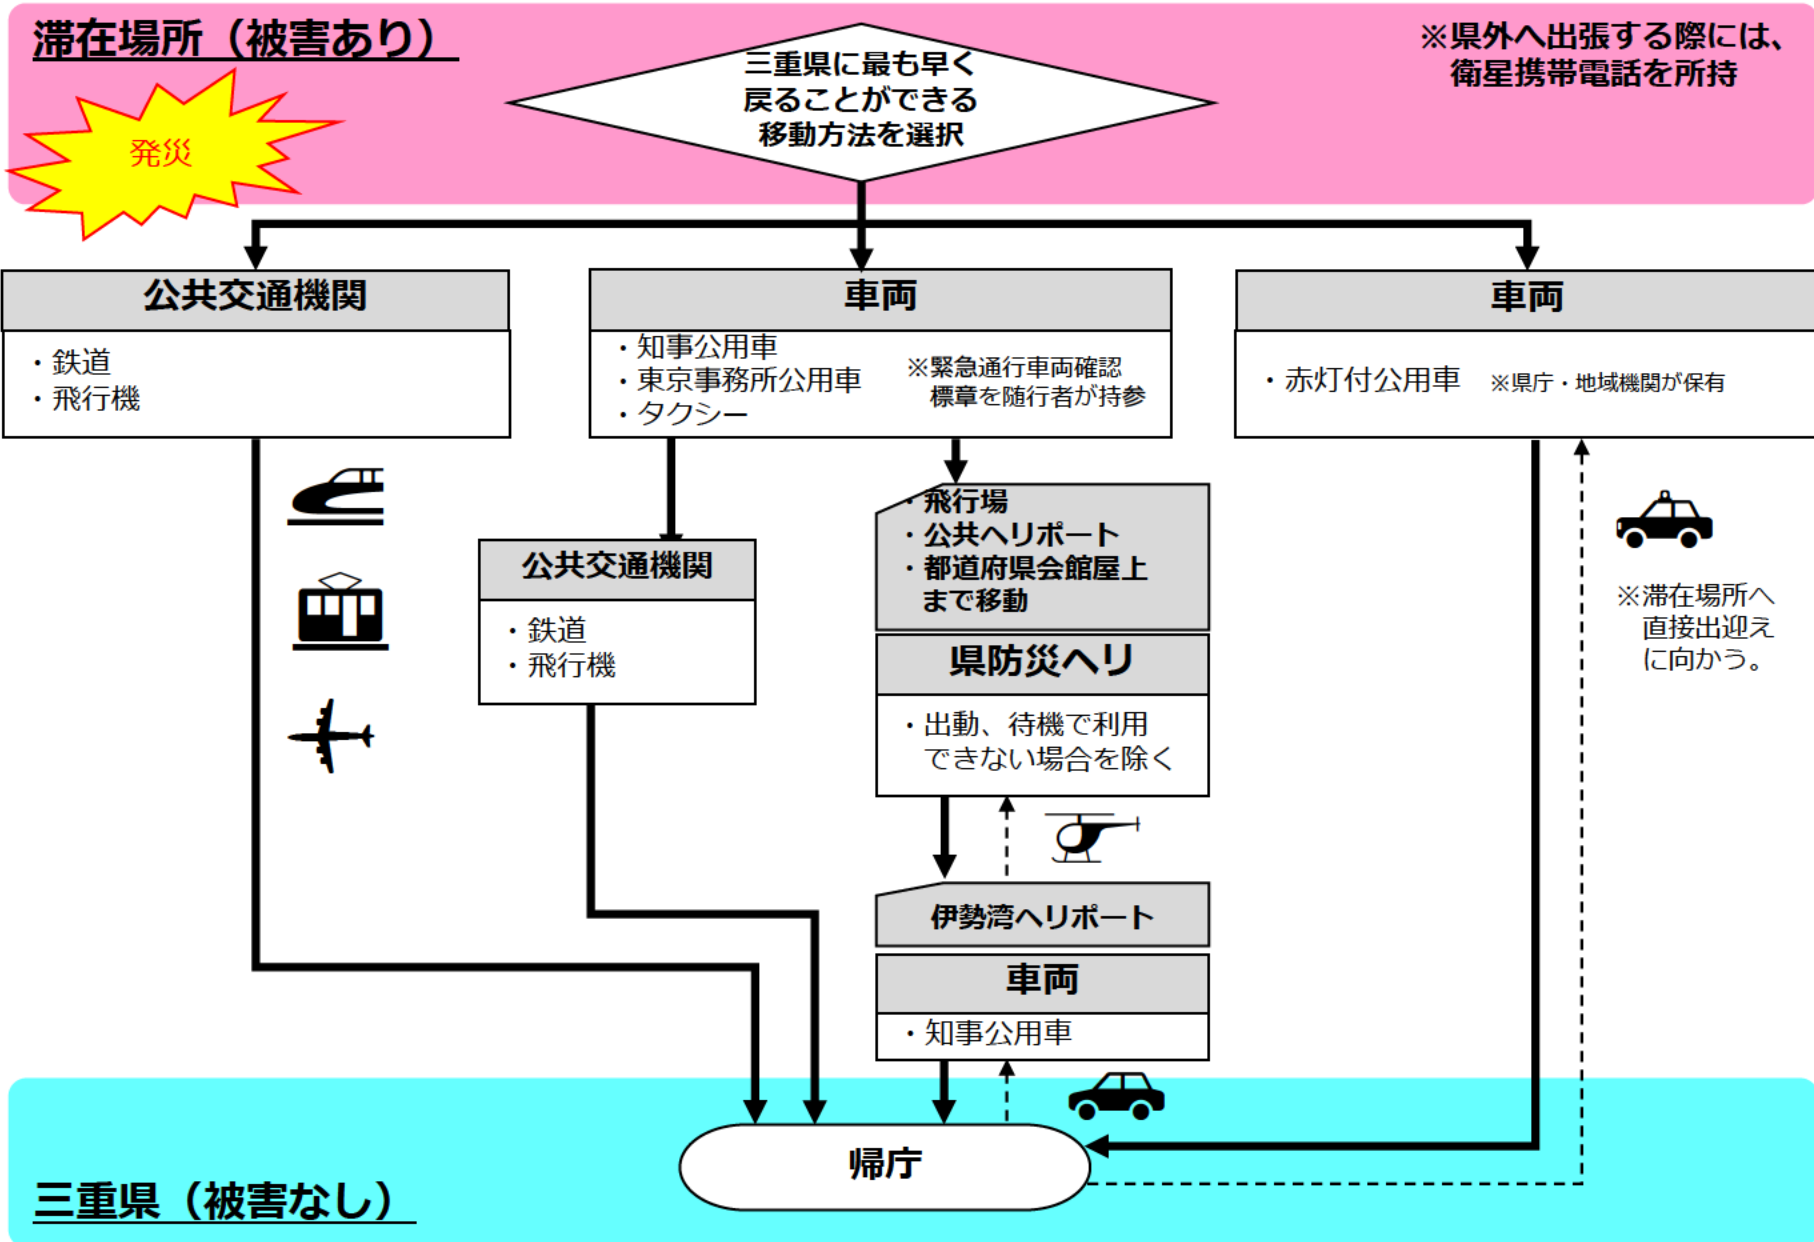 滞在場所（被害あり）
※県外へ出張する際には、
衛星携帯電話を所持
三重県に最も早く
戻ることができる
移動方法を選択
発災
公共交通機関
・鉄道
・飛行機
車両
・知事公用車
・東京事務所公用車
・タクシー
※緊急通行車両確認
標章を随行者が持参
車両
・赤灯付公用車 ※県庁・地域機関が保有
公共交通機関
・鉄道
・飛行機
・飛行場
・公共ヘリポート
・都道府県会館屋上
まで移動
県防災ヘリ
・出動、待機で利用
できない場合を除く
※滞在場所へ
直接出迎え
に向かう。
伊勢湾ヘリポート
車両
・知事公用車
帰庁
三重県（被害なし）